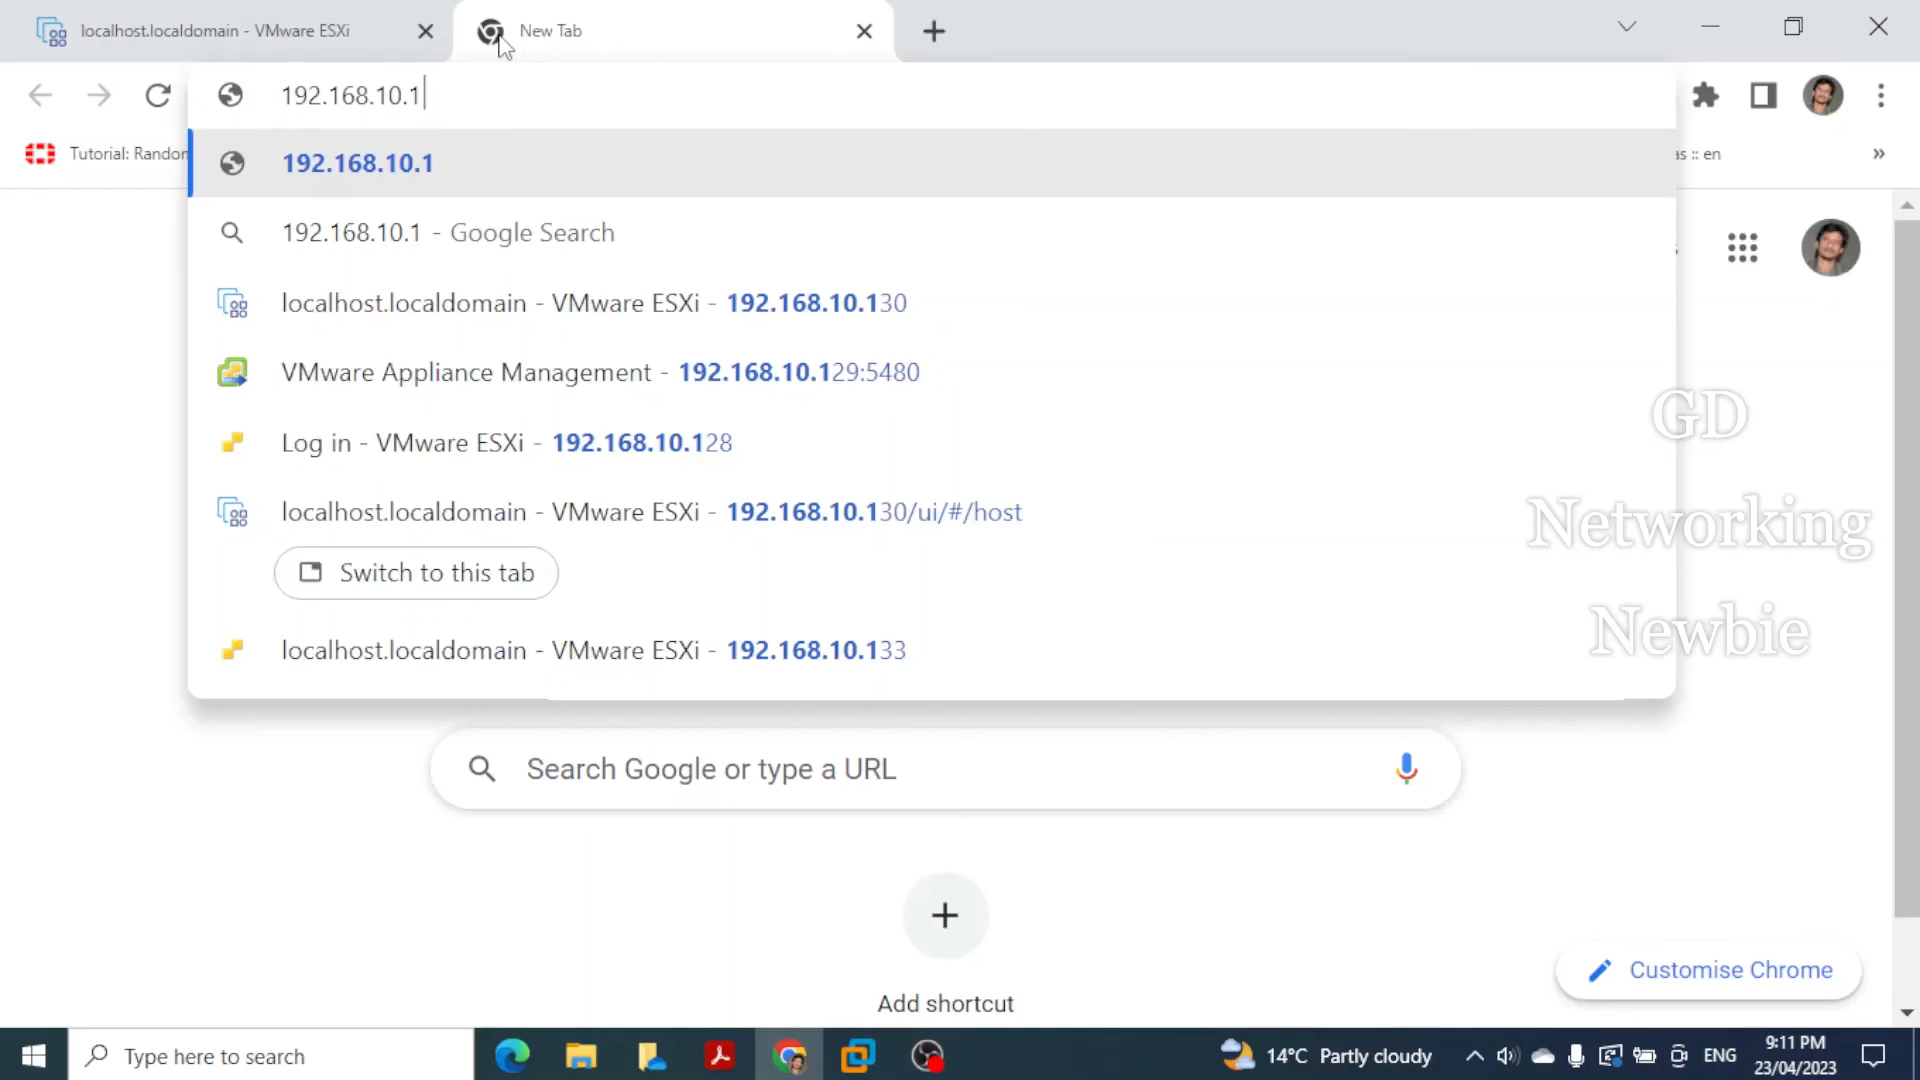 localhost.localdomain - VMware ESXi
New Tab
192.168.10.1
Tutorial: Random
as :: en
192.168.10.1
192.168.10.1 - Google Search
localhost.localdomain - VMware ESXi - 192.168.10.130
VMware Appliance Management - 192.168.10.129:5480
Log in - VMware ESXi - 192.168.10.128
localhost.localdomain - VMware ESXi - 192.168.10.130/ui/#/host
Switch to this tab
localhost.localdomain - VMware ESXi - 192.168.10.133
GD
Networking
Newbie
Search Google or type a URL
Add shortcut
Customise Chrome
Type here to search
14°C Partly cloudy
ENG
9:11 PM
23/04/2023